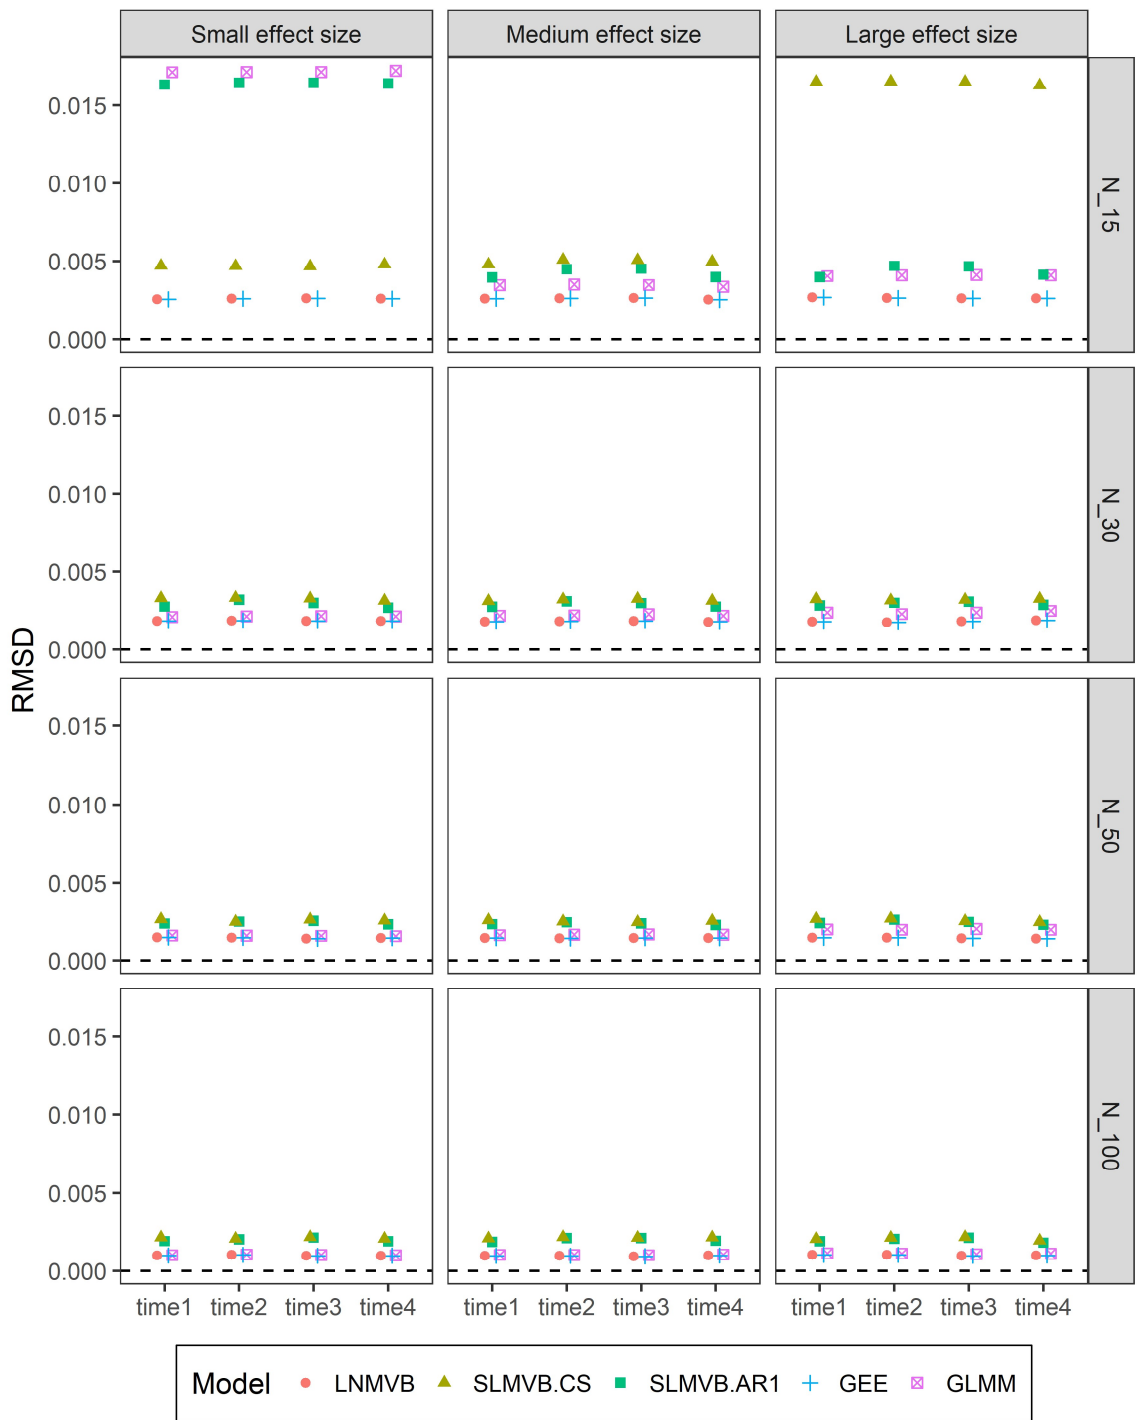 Small effect size Medium effect size Large effect size
0.015
0.010
0.005
0.000
N_15
0.015
0.010
0.005
0.000
N_30
RMSD
0.015
0.010
0.005
0.000
N_50
0.015
0.010
0.005
0.000
N_100
time1 time2 time3 time4 time1 time2 time3 time4 time1 time2 time3 time4
Model LNMVB SLMVB.CS SLMVB.AR1 GEE GLMM